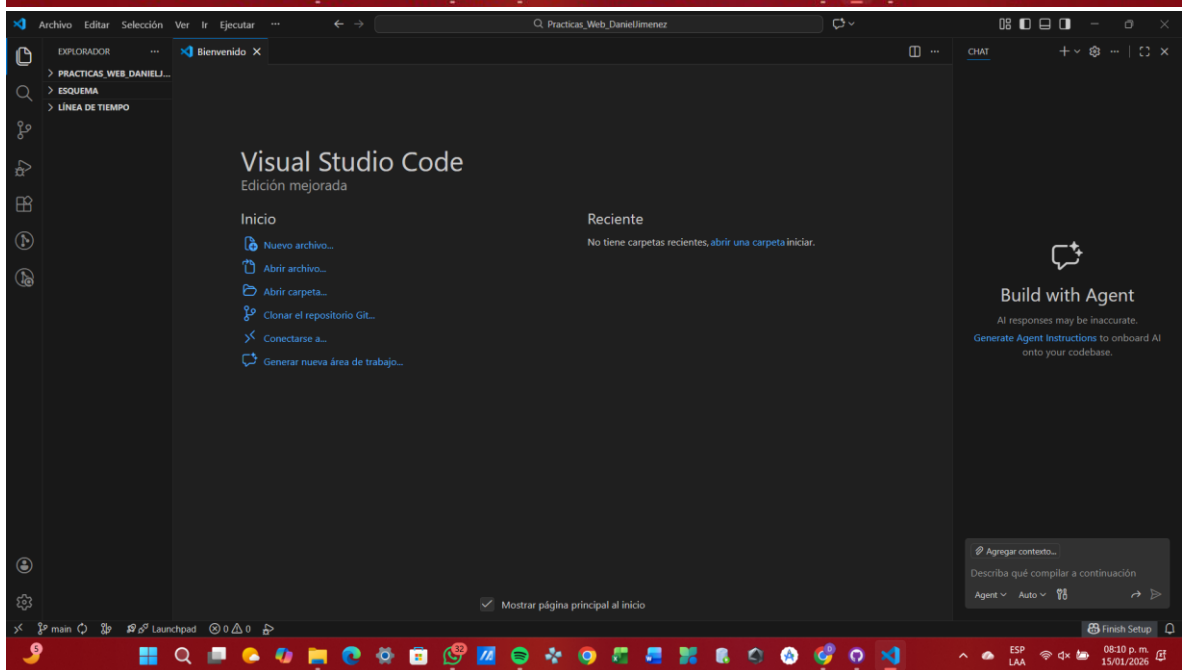 Archivo Editar Selección Ver Ir Ejecutar ··· Practicas_Web_DanielJimenez
EXPLORADOR ··· Bienvenido CHAT
PRACTICAS_WEB_DANIELJ...
ESQUEMA
LÍNEA DE TIEMPO
Visual Studio Code
Edición mejorada
Inicio
Nuevo archivo...
Abrir archivo...
Abrir carpeta...
Clonar el repositorio Git...
Conectarse a...
Generar nueva área de trabajo...
Reciente
No tiene carpetas recientes, abrir una carpeta iniciar.
Mostrar página principal al inicio
Build with Agent
AI responses may be inaccurate.
Generate Agent Instructions to onboard AI
onto your codebase.
Agregar contexto...
Describa qué compilar a continuación
Agent Auto
main Launchpad 0 0 Finish Setup
5 32 ESP 08:10 p. m.
LAA 15/01/2026